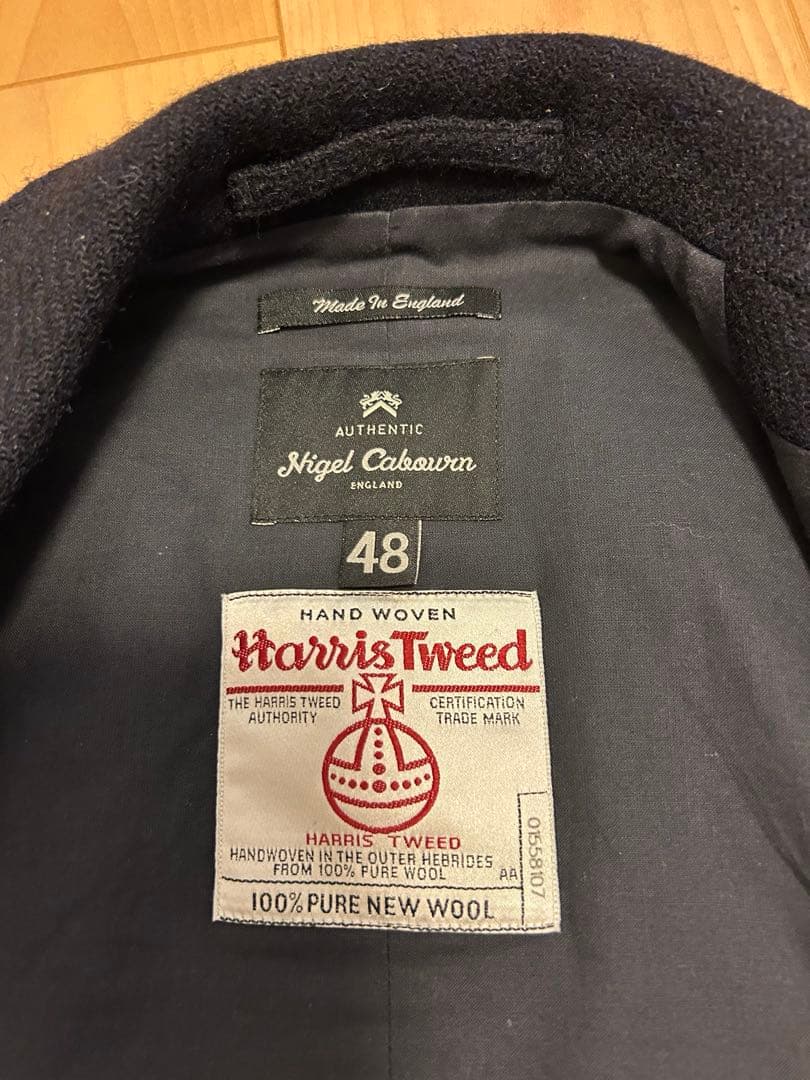 Made In England
AUTHENTIC
Nigel Cabourn
ENGLAND
48
HAND WOVEN
Harris Tweed
THE HARRIS TWEED
AUTHORITY
CERTIFICATION
TRADE MARK
HARRIS TWEED
HANDWOVEN IN THE OUTER HEBRIDES
FROM 100% PURE WOOL
AA
01558107
100% PURE NEW WOOL